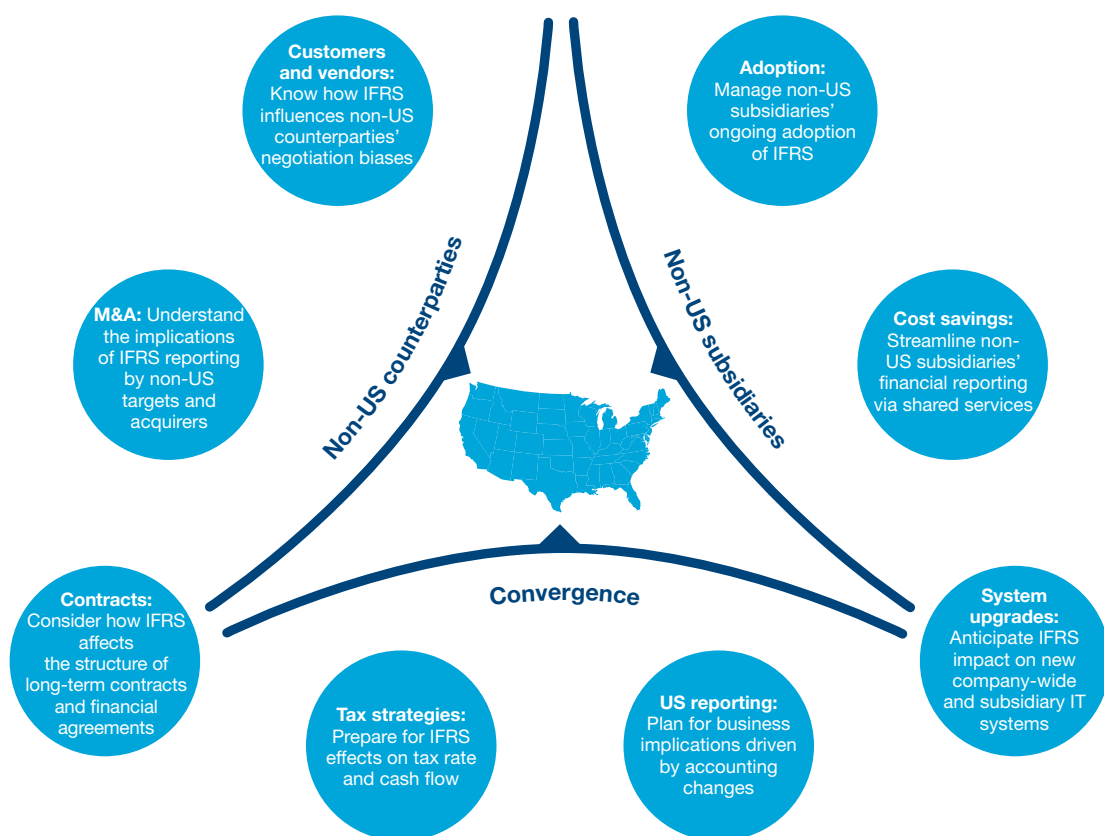 Customers
and vendors:
Know how IFRS
influences non-US
counterparties’
negotiation biases
Adoption:
Manage non-US
subsidiaries’
ongoing adoption
of IFRS
Non-US counterparties
Non-US subsidiaries
M&A: Understand
the implications
of IFRS reporting
by non-US
targets and
acquirers
Cost savings:
Streamline non-
US subsidiaries’
financial reporting
via shared services
Convergence
Contracts:
Consider how IFRS
affects
the structure of
long-term contracts
and financial
agreements
System
upgrades:
Anticipate IFRS
impact on new
company-wide
and subsidiary IT
systems
Tax strategies:
Prepare for IFRS
effects on tax rate
and cash flow
US reporting:
Plan for business
implications driven
by accounting
changes